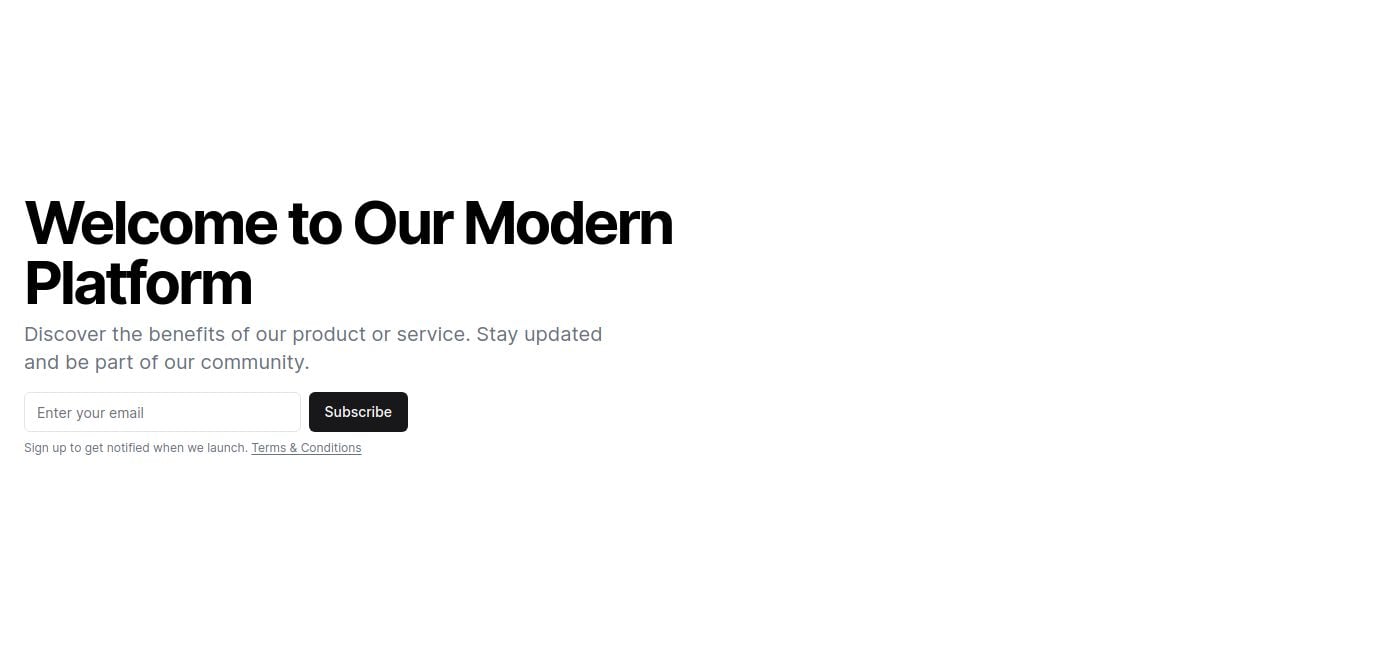 Welcome to Our Modern
Platform
Discover the benefits of our product or service. Stay updated
and be part of our community.
Enter your email
Subscribe
Sign up to get notified when we launch. Terms & Conditions